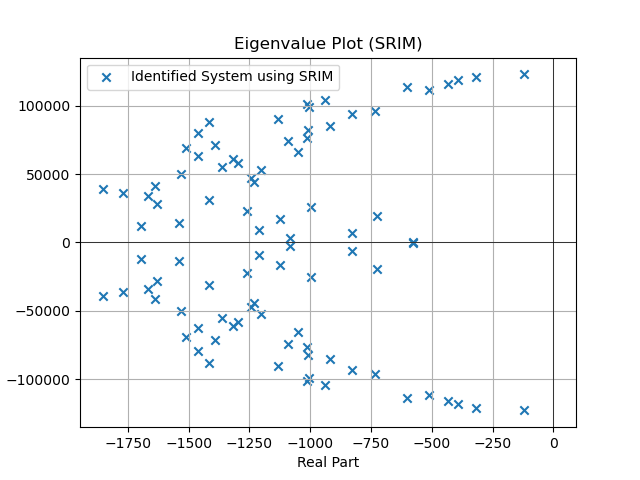 Eigenvalue Plot (SRIM)
Identified System using SRIM
100000
50000
0
−50000
−100000
−1750 −1500 −1250 −1000 −750 −500 −250 0
Real Part